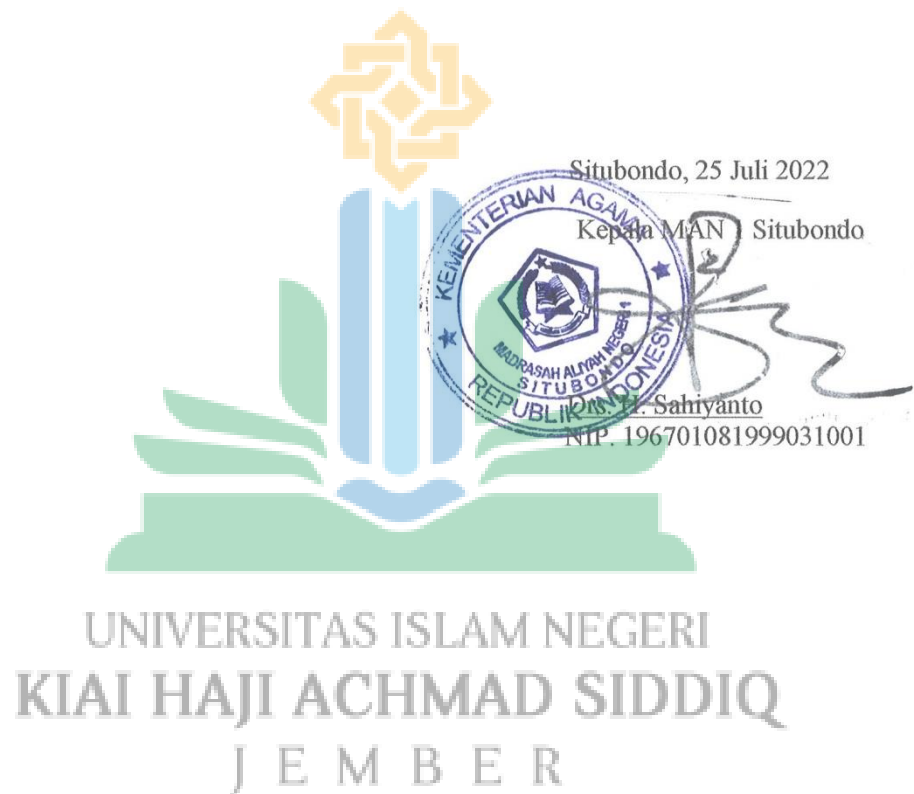 Situbondo, 25 Juli 2022
Kepala MAN 1 Situbondo
KEMENTERIAN AGAMA
MADRASAH ALIYAH NEGERI 1
SITUBONDO
REPUBLIK INDONESIA
Drs. H. Sahiyanto
NIP. 196701081999031001
UNIVERSITAS ISLAM NEGERI
KIAI HAJI ACHMAD SIDDIQ
JEMBER